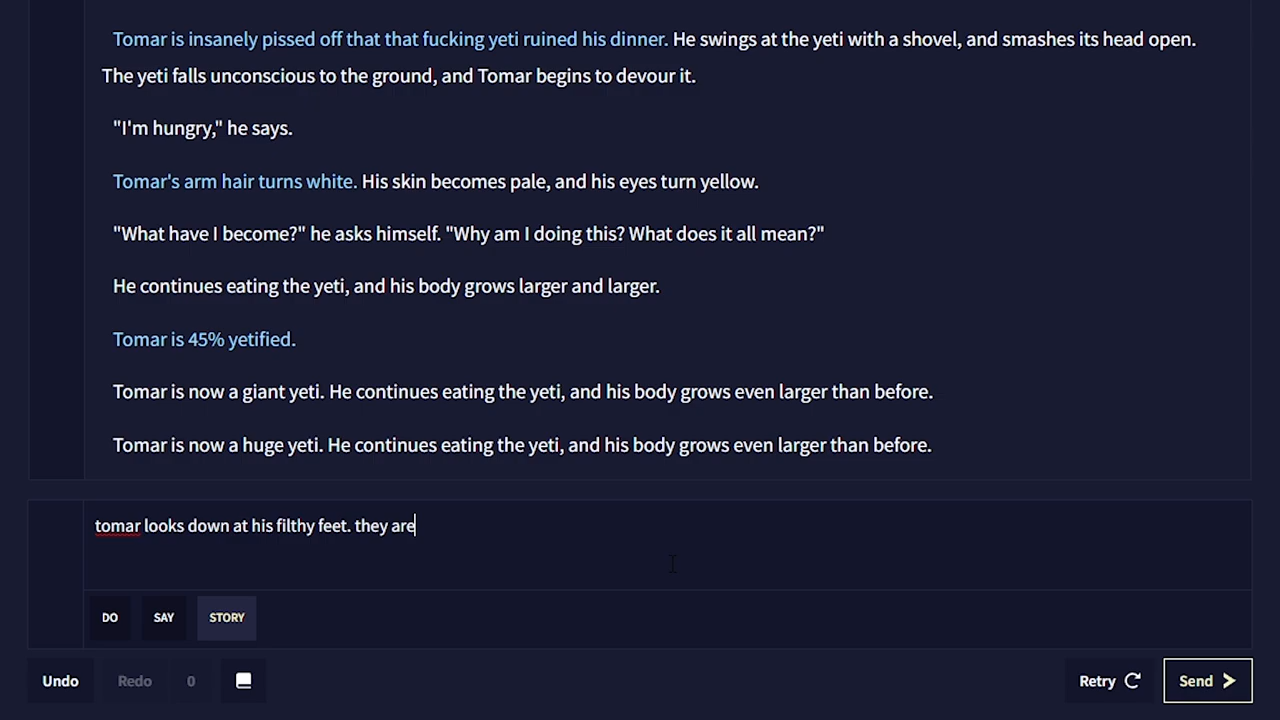 Tomar is insanely pissed off that that fucking yeti ruined his dinner. He swings at the yeti with a shovel, and smashes its head open.
The yeti falls unconscious to the ground, and Tomar begins to devour it.
"I'm hungry," he says.
Tomar's arm hair turns white. His skin becomes pale, and his eyes turn yellow.
"What have I become?" he asks himself. "Why am I doing this? What does it all mean?"
He continues eating the yeti, and his body grows larger and larger.
Tomar is 45% yetified.
Tomar is now a giant yeti. He continues eating the yeti, and his body grows even larger than before.
Tomar is now a huge yeti. He continues eating the yeti, and his body grows even larger than before.
tomar looks down at his filthy feet. they are
DO SAY STORY
Undo Redo 0 Retry Send